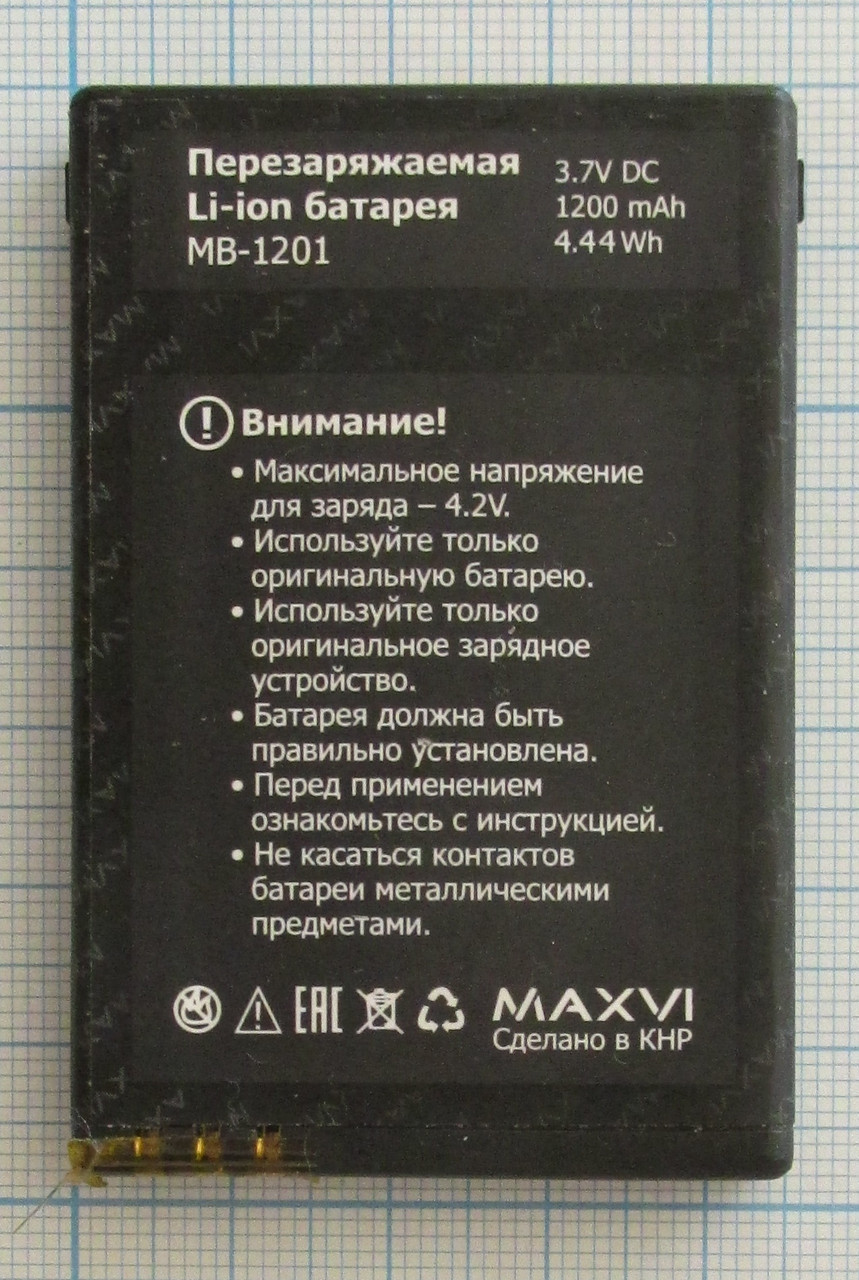 Перезаряжаемая
Li-ion батарея
MB-1201
3.7V DC
1200 mAh
4.44 Wh
Внимание!
• Максимальное напряжение
для заряда – 4.2V.
• Используйте только
оригинальную батарею.
• Используйте только
оригинальное зарядное
устройство.
• Батарея должна быть
правильно установлена.
• Перед применением
ознакомьтесь с инструкцией.
• Не касаться контактов
батареи металлическими
предметами.
EAC
MAXVI
Сделано в КНР